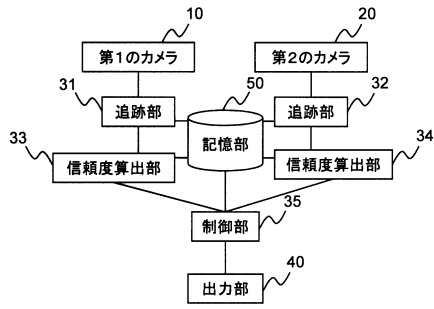 10
20
第1のカメラ
第2のカメラ
31
50
32
追跡部
追跡部
33
記憶部
34
信頼度算出部
信頼度算出部
35
制御部
40
出力部